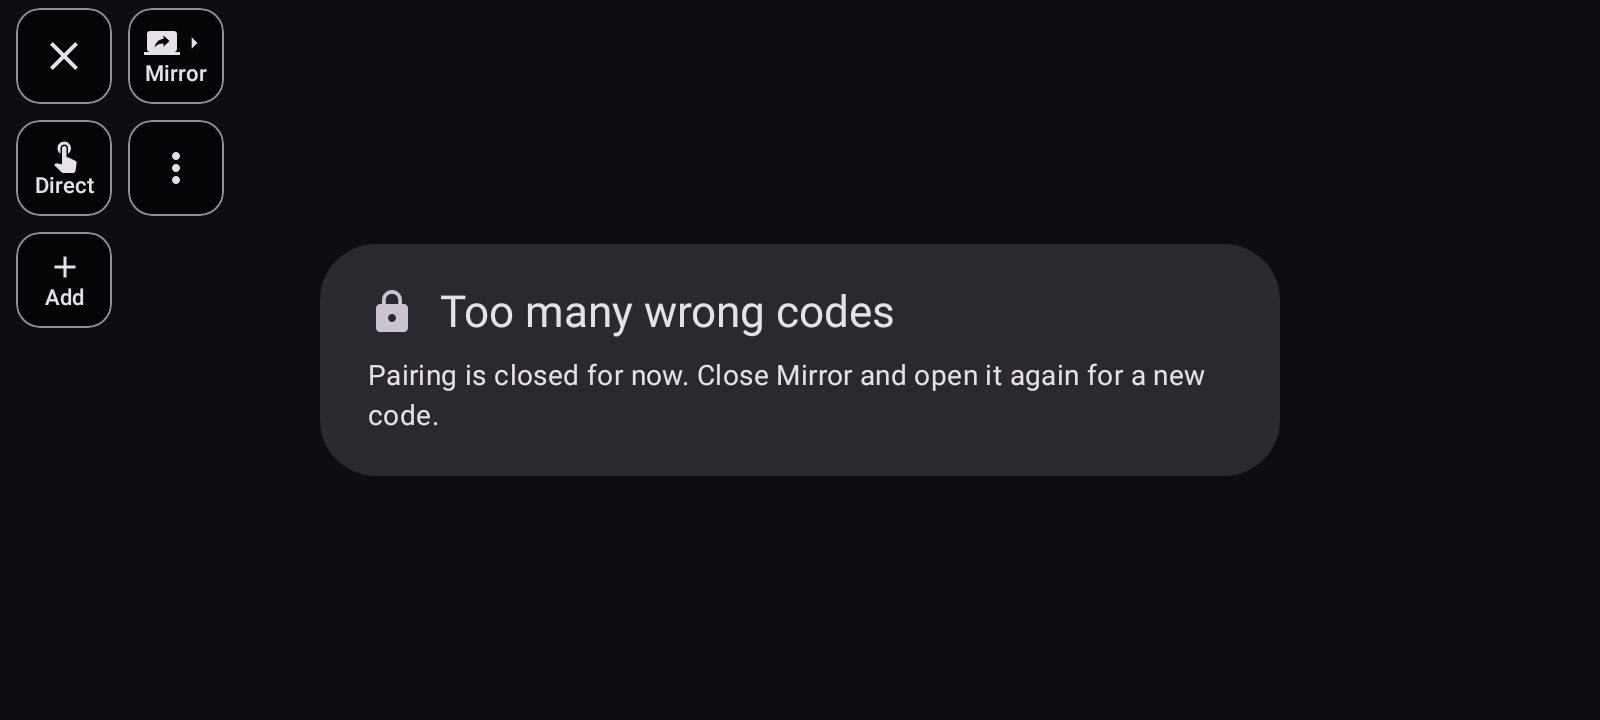 Mirror
Direct
Add
Too many wrong codes
Pairing is closed for now. Close Mirror and open it again for a new
code.